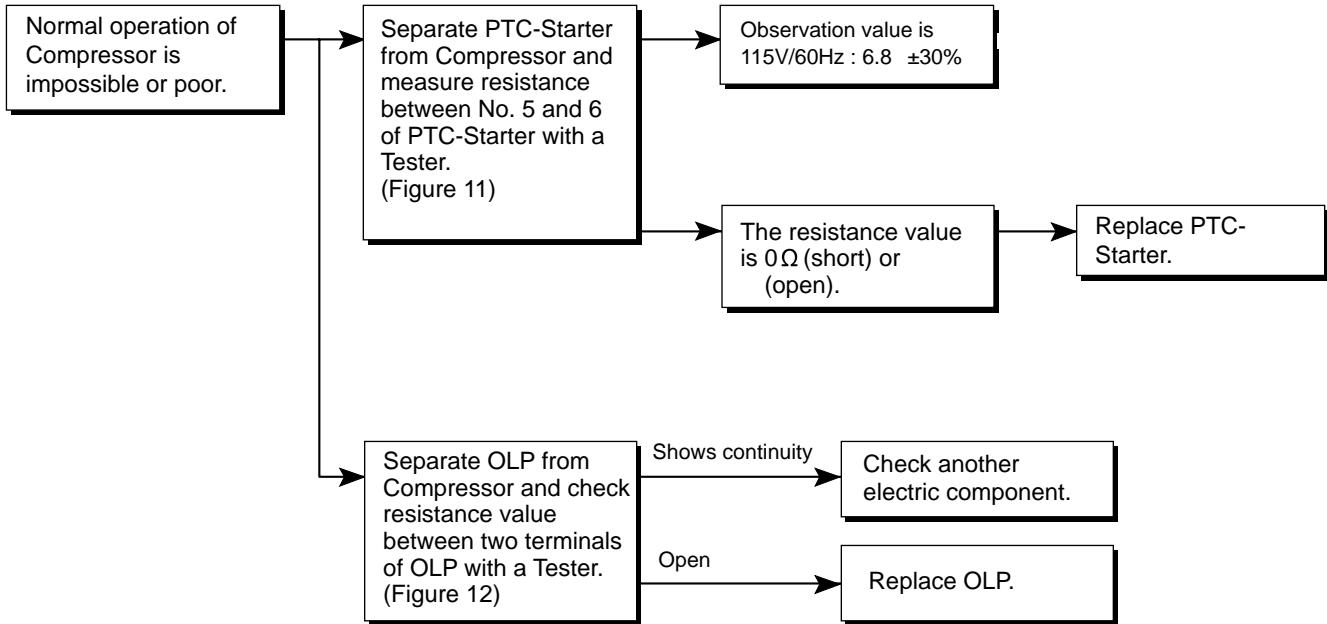 Normal operation of
Compressor is
impossible or poor.
Separate PTC-Starter
from Compressor and
measure resistance
between No. 5 and 6
of PTC-Starter with a
Tester.
(Figure 11)
Observation value is
115V/60Hz : 6.8 ±30%
The resistance value
is 0Ω (short) or
(open).
Replace PTC-
Starter.
Separate OLP from
Compressor and check
resistance value
between two terminals
of OLP with a Tester.
(Figure 12)
Shows continuity
Check another
electric component.
Open
Replace OLP.